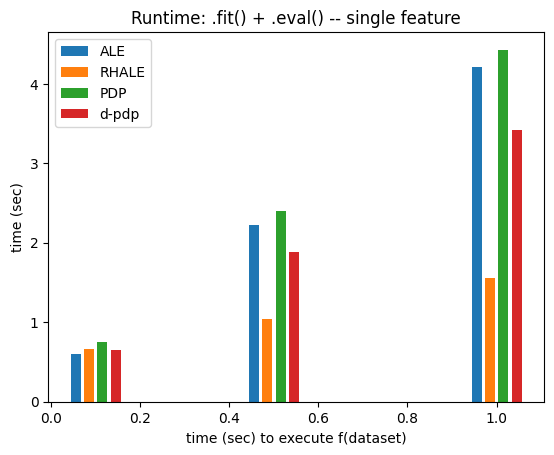 Runtime: .fit() + .eval() -- single feature
ALE
RHALE
PDP
d-pdp
time (sec)
4
3
2
1
0
0.0 0.2 0.4 0.6 0.8 1.0
time (sec) to execute f(dataset)